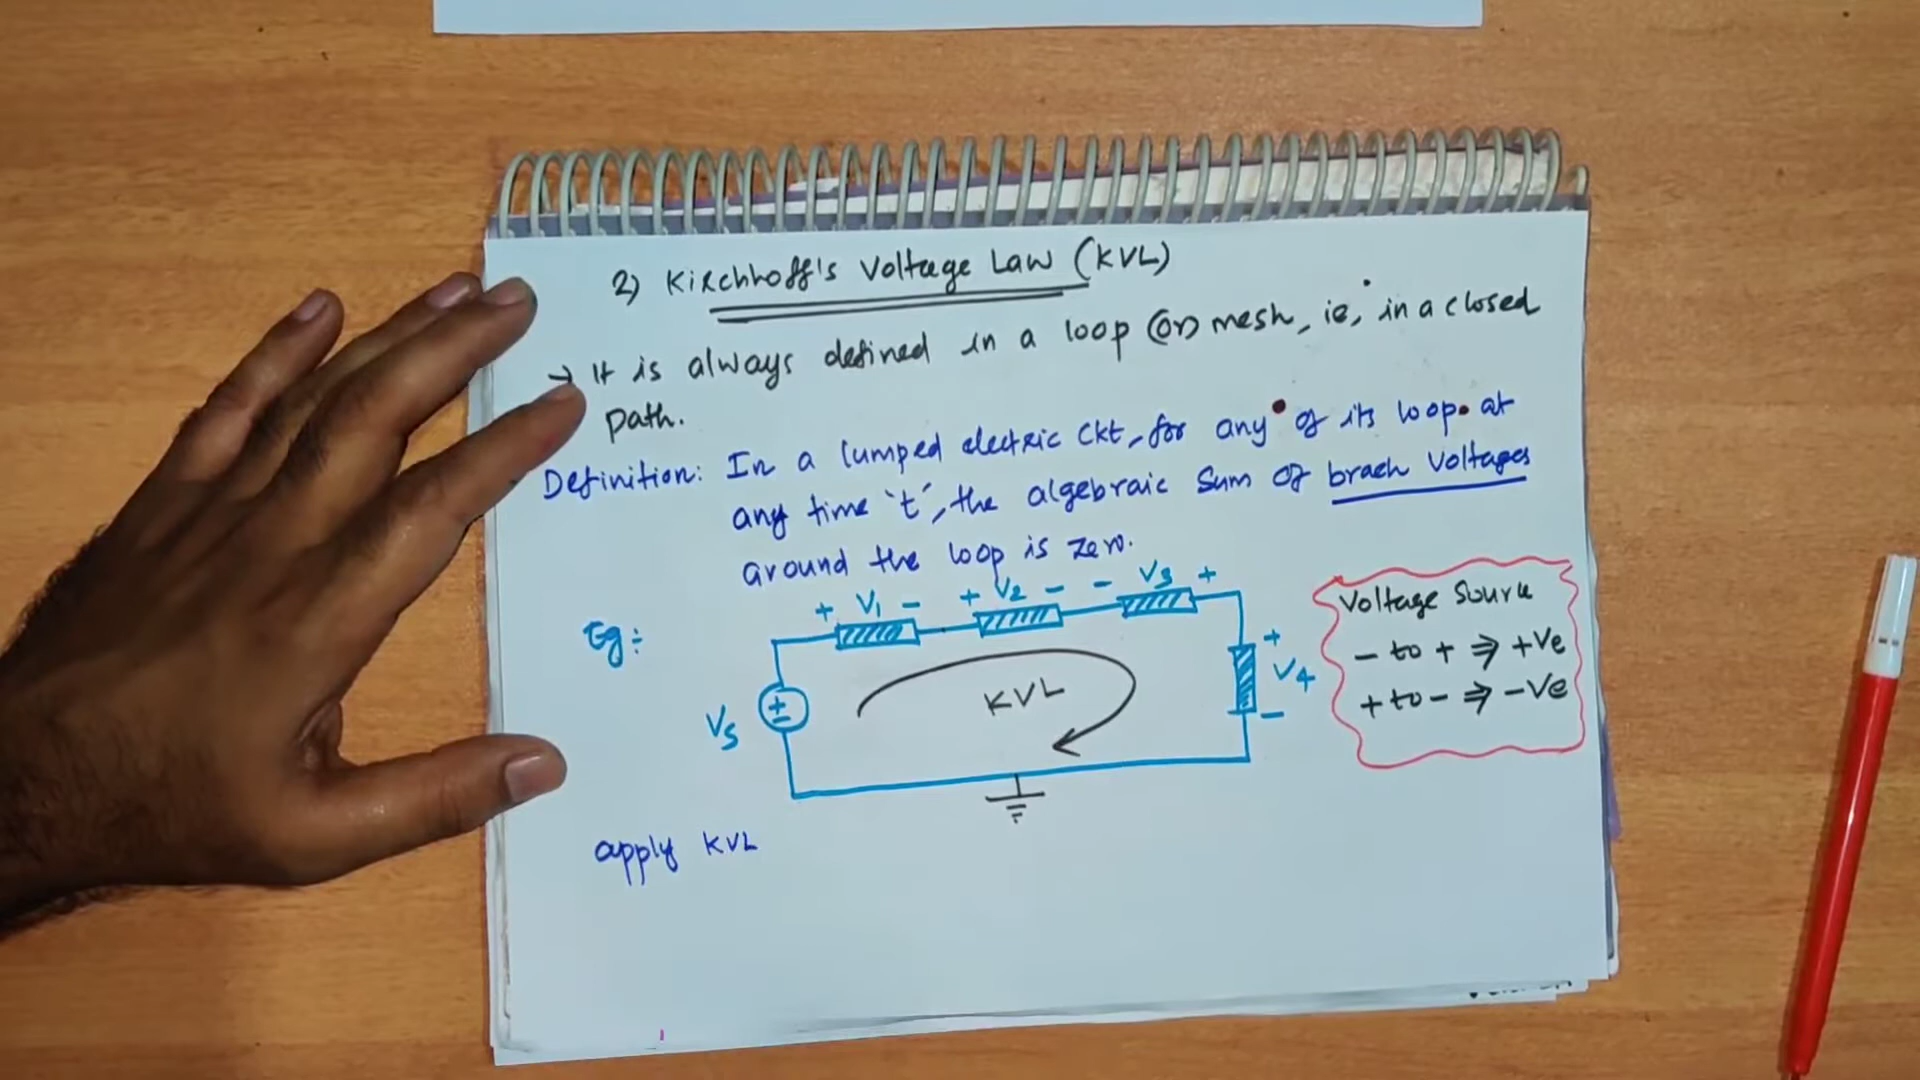 2) Kirchhoff's Voltage Law (KVL)
→ It is always defined in a loop (or) mesh, ie, in a closed
path.
Definition: In a lumped electric ckt, for any of its loop at
any time 't', the algebraic sum of brach voltages
around the loop is zero.
Eg:
+ V1 - + V2 - - V3 +
+ V4 -
Vs ±
KVL
Voltage Source
- to + ⇒ +Ve
+ to - ⇒ -Ve
apply KVL